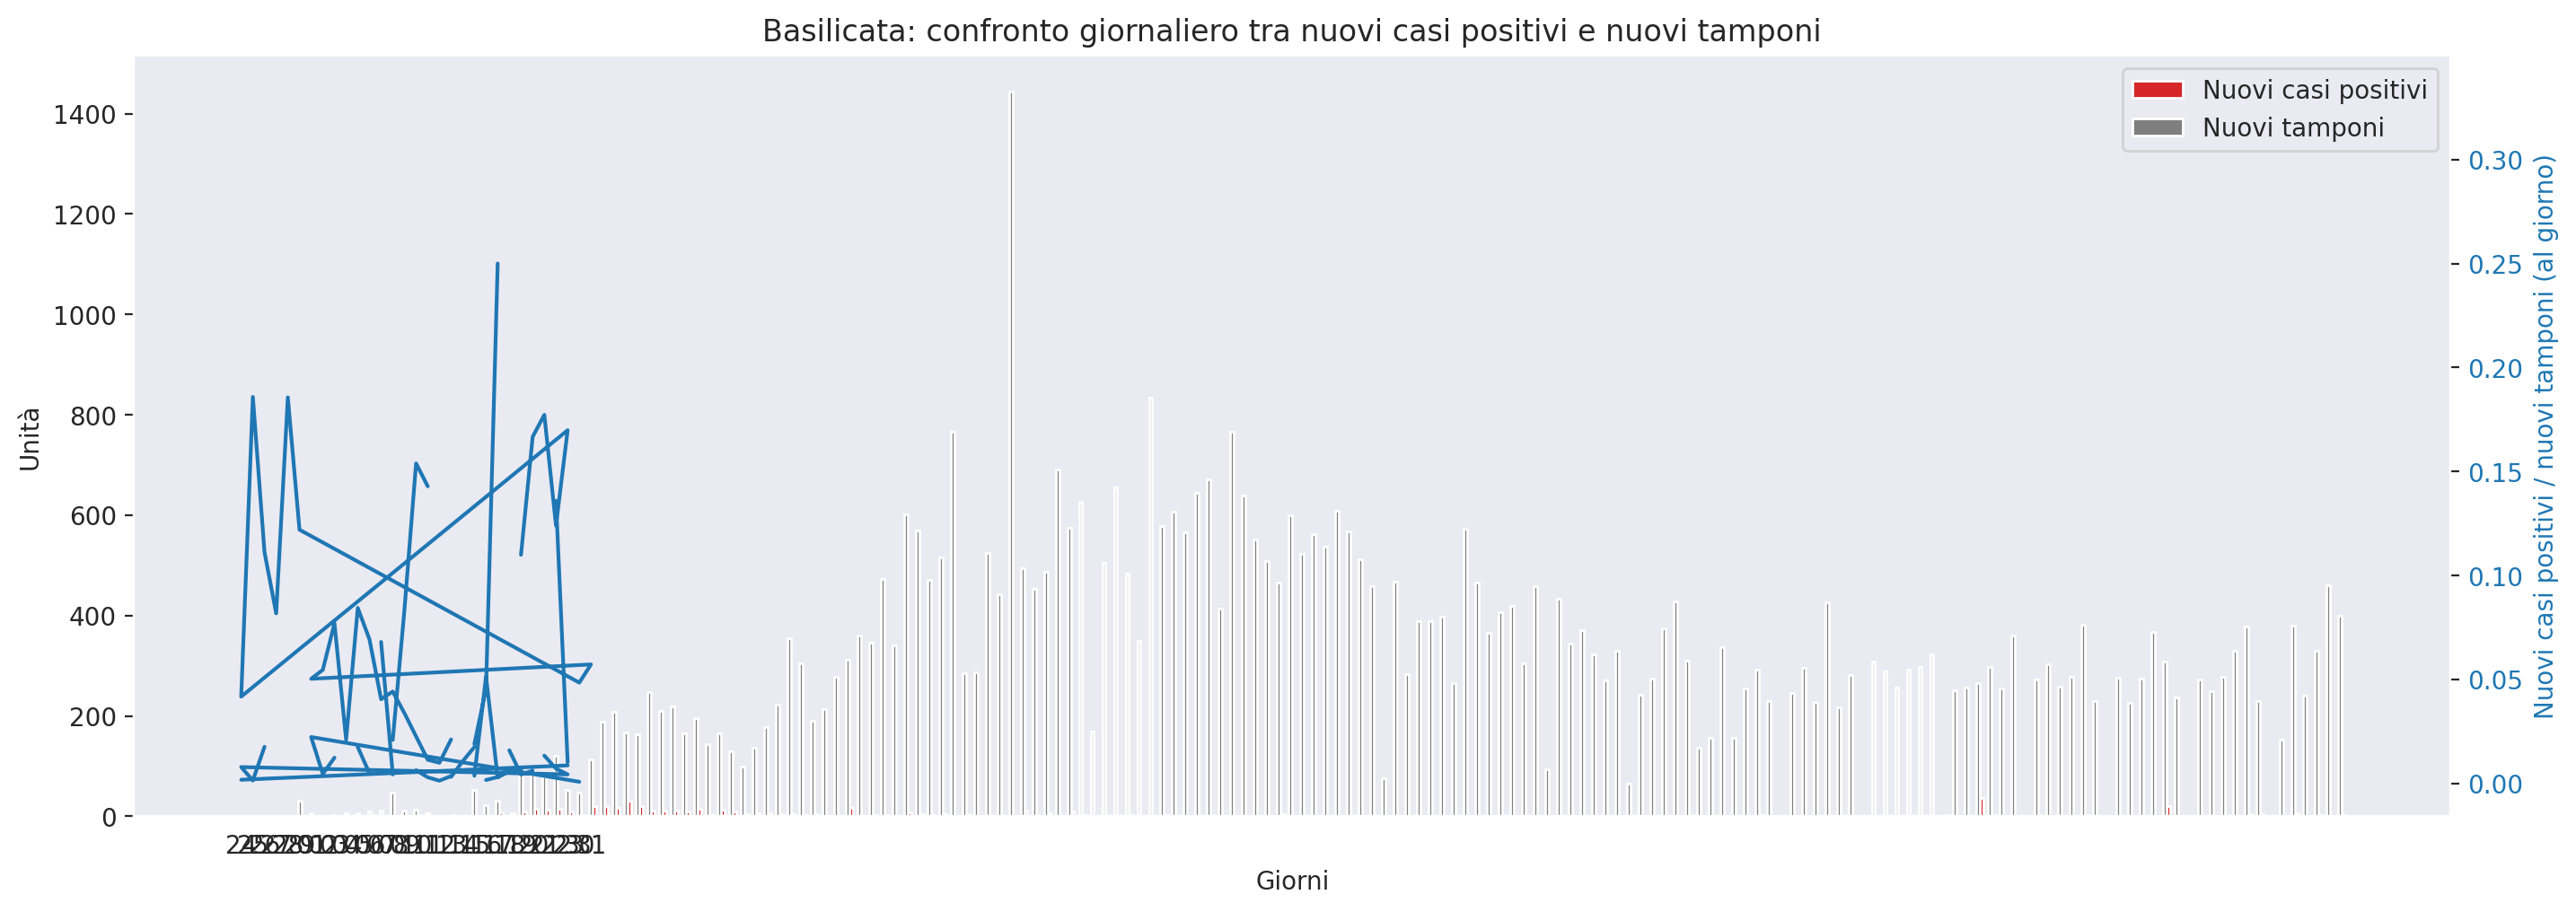 Basilicata: confronto giornaliero tra nuovi casi positivi e nuovi tamponi
Nuovi casi positivi
Nuovi tamponi
1400
1200
1000
800
600
400
200
0
Unità
0.30
0.25
0.20
0.15
0.10
0.05
0.00
Nuovi casi positivi / nuovi tamponi (al giorno)
Giorni